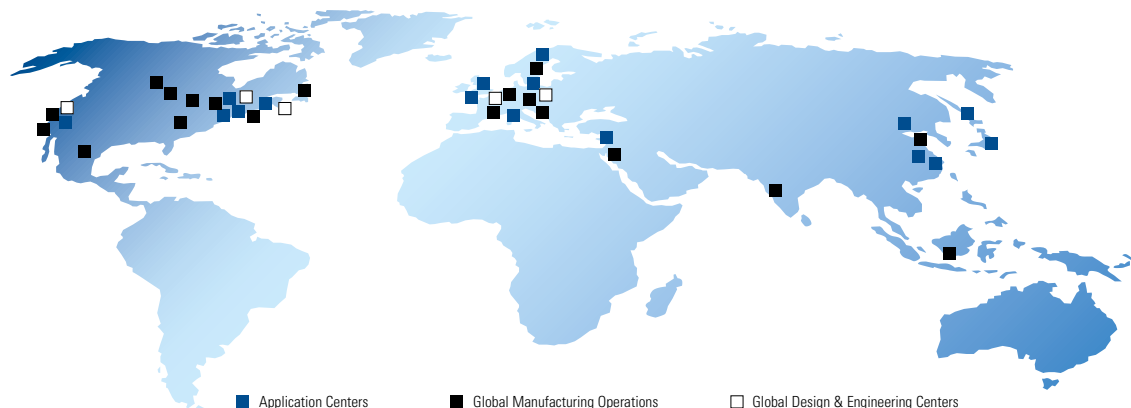 Application Centers
Global Manufacturing Operations
Global Design & Engineering Centers